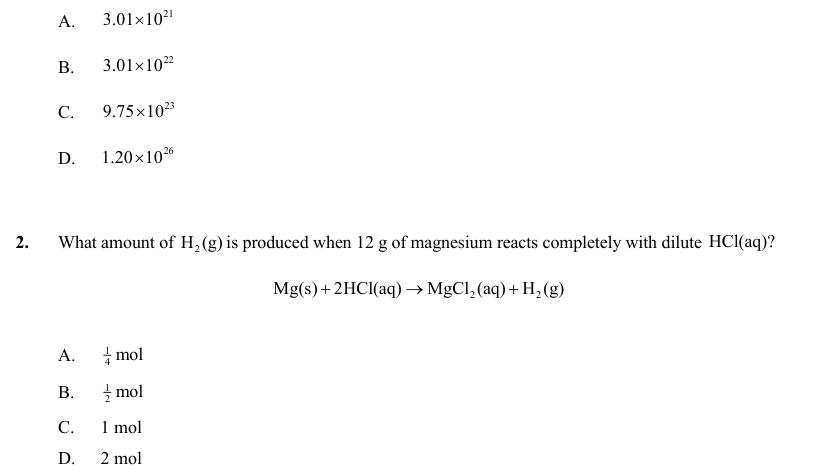 A. 3.01×10²¹
B. 3.01×10²²
C. 9.75×10²³
D. 1.20×10²⁶
2. What amount of H₂(g) is produced when 12 g of magnesium reacts completely with dilute HCl(aq)?
Mg(s)+2HCl(aq)→MgCl₂(aq)+H₂(g)
A. ¼ mol
B. ½ mol
C. 1 mol
D. 2 mol